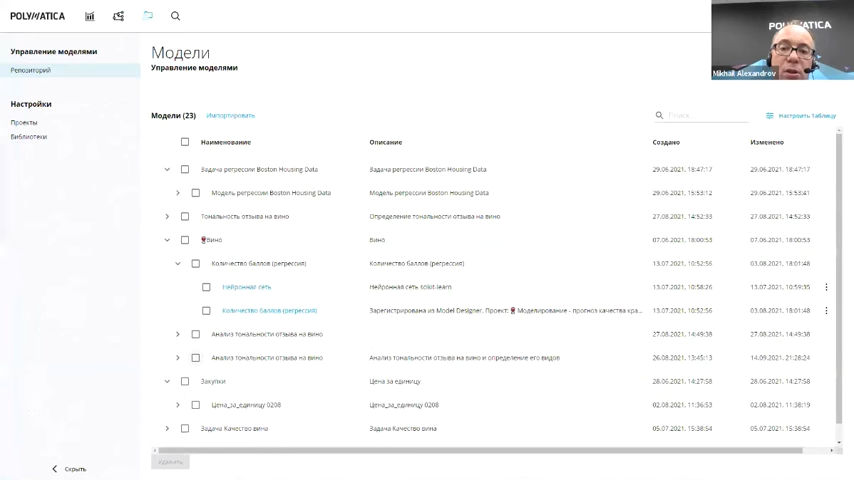 POLYMATICA
POLYMATICA
Mikhail Alexandrov
Управление моделями
Репозиторий
Настройки
Проекты
Библиотеки
Скрыть
Модели
Управление моделями
Модели (23) Импортировать Поиск... Настроить Таблицу
Наименование Описание Создано Изменено
Задача регрессии Boston Housing Data Задача регрессии Boston Housing Data 29.06.2021, 18:47:17 29.06.2021, 18:47:17
Модель регрессии Boston Housing Data Модель регрессии Boston Housing Data 29.06.2021, 15:53:12 29.06.2021, 15:53:41
Тональность отзыва на вино Определение тональности отзыва на вино 27.08.2021, 14:52:33 27.08.2021, 14:52:33
Вино Вино 07.06.2021, 18:00:53 07.06.2021, 18:00:53
Количество баллов (регрессия) Количество баллов (регрессия) 13.07.2021, 10:52:56 03.08.2021, 18:01:48
Нейронная сеть Нейронная сеть scikit-learn 13.07.2021, 10:58:26 13.07.2021, 10:59:35
Количество баллов (регрессия) Зарегистрирована из Model Designer. Проект: Моделирование - прогноз качества кра... 13.07.2021, 10:52:56 03.08.2021, 18:01:48
Анализ тональности отзыва на вино 27.08.2021, 14:49:38 27.08.2021, 14:49:38
Анализ тональности отзыва на вино Анализ тональности отзыва на вино и определение его видов 26.08.2021, 13:45:13 14.09.2021, 21:28:24
Закупки Цена за единицу 28.06.2021, 14:27:58 28.06.2021, 14:27:58
Цена_за_единицу 0208 Цена_за_единицу 0208 02.08.2021, 11:36:53 02.08.2021, 11:38:19
Задача Качество вина Задача Качество вина 05.07.2021, 15:38:54 05.07.2021, 15:38:54
Удалить